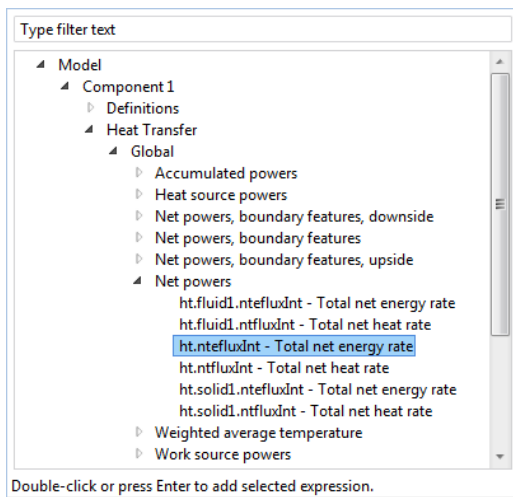 Type filter text
Model
Component 1
Definitions
Heat Transfer
Global
Accumulated powers
Heat source powers
Net powers, boundary features, downside
Net powers, boundary features
Net powers, boundary features, upside
Net powers
ht.fluid1.ntefluxInt - Total net energy rate
ht.fluid1.ntfluxInt - Total net heat rate
ht.ntefluxInt - Total net energy rate
ht.ntfluxInt - Total net heat rate
ht.solid1.ntefluxInt - Total net energy rate
ht.solid1.ntfluxInt - Total net heat rate
Weighted average temperature
Work source powers
Double-click or press Enter to add selected expression.